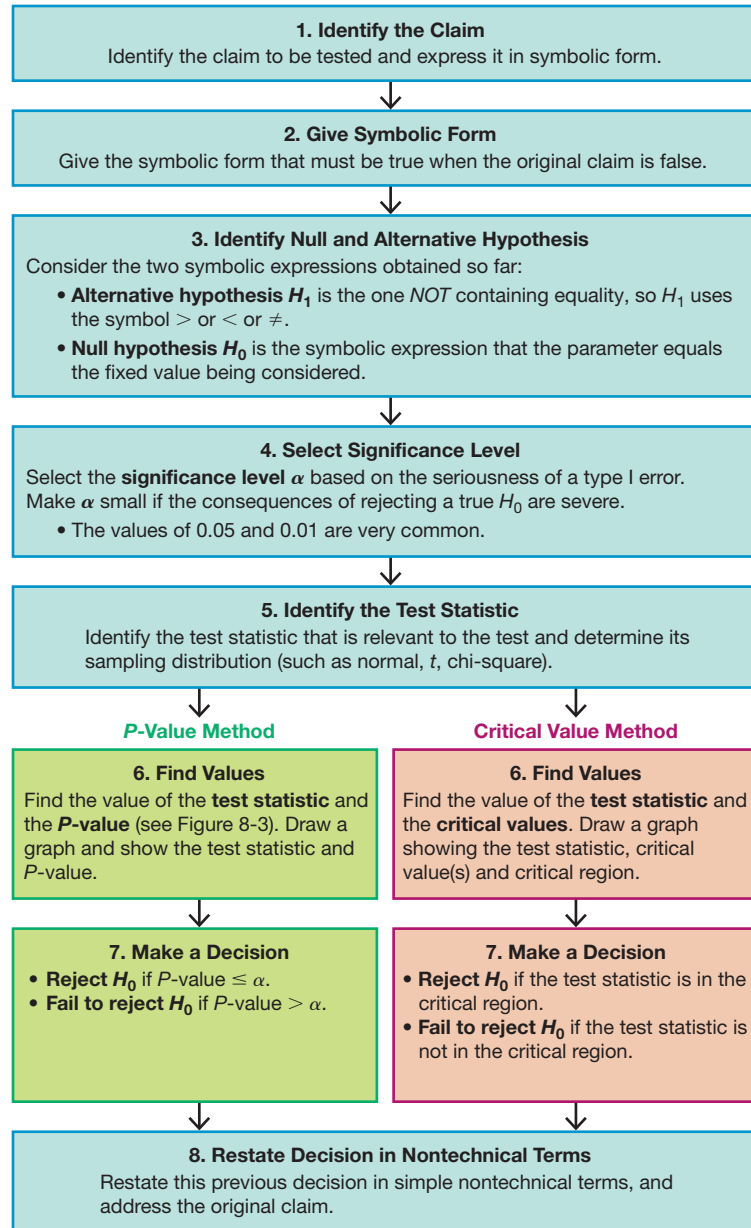 1. Identify the Claim
Identify the claim to be tested and express it in symbolic form.
2. Give Symbolic Form
Give the symbolic form that must be true when the original claim is false.
3. Identify Null and Alternative Hypothesis
Consider the two symbolic expressions obtained so far:
• Alternative hypothesis H₁ is the one NOT containing equality, so H₁ uses
the symbol > or < or ≠.
• Null hypothesis H₀ is the symbolic expression that the parameter equals
the fixed value being considered.
4. Select Significance Level
Select the significance level α based on the seriousness of a type I error.
Make α small if the consequences of rejecting a true H₀ are severe.
• The values of 0.05 and 0.01 are very common.
5. Identify the Test Statistic
Identify the test statistic that is relevant to the test and determine its
sampling distribution (such as normal, t, chi-square).
P-Value Method
6. Find Values
Find the value of the test statistic and
the P-value (see Figure 8-3). Draw a
graph and show the test statistic and
P-value.
7. Make a Decision
• Reject H₀ if P-value ≤ α.
• Fail to reject H₀ if P-value > α.
Critical Value Method
6. Find Values
Find the value of the test statistic and
the critical values. Draw a graph
showing the test statistic, critical
value(s) and critical region.
7. Make a Decision
• Reject H₀ if the test statistic is in the
critical region.
• Fail to reject H₀ if the test statistic is
not in the critical region.
8. Restate Decision in Nontechnical Terms
Restate this previous decision in simple nontechnical terms, and
address the original claim.